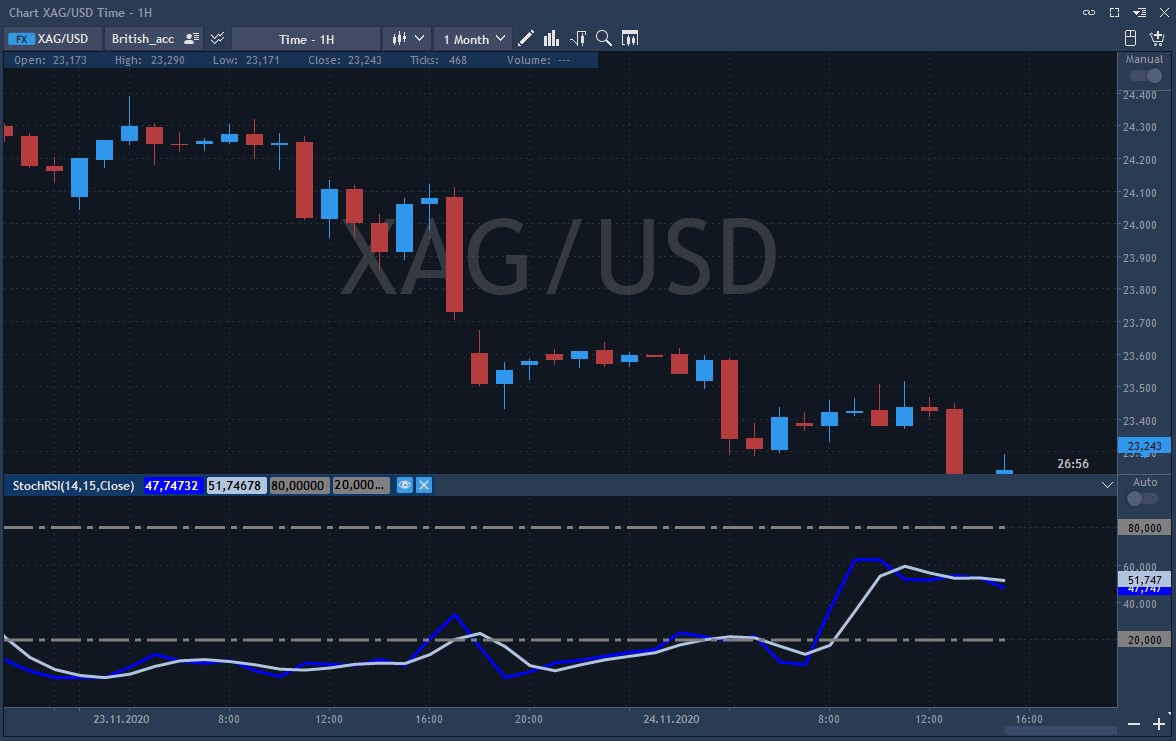 Chart XAG/USD Time - 1H
FX XAG/USD British_acc Time - 1H 1 Month
Open: 23,173 High: 23,290 Low: 23,171 Close: 23,243 Ticks: 468 Volume: ---
Manual
XAG/USD
24.400
24.300
24.200
24.100
24.000
23.900
23.800
23.700
23.600
23.500
23.400
23,243
26:56
StochRSI(14,15,Close) 47,74732 51,74678 80,00000 20,000...
Auto
80,000
60,000
51,747
47,747
40,000
20,000
23.11.2020 8:00 12:00 16:00 20:00 24.11.2020 8:00 12:00 16:00